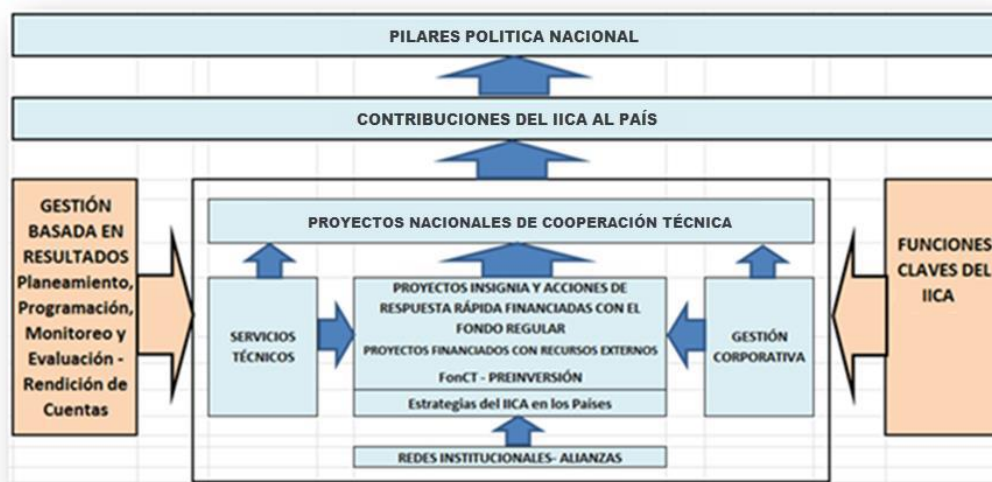 PILARES POLITICA NACIONAL
CONTRIBUCIONES DEL IICA AL PAÍS
GESTIÓN
BASADA EN
RESULTADOS
Planeamiento,
Programación,
Monitoreo y
Evaluación -
Rendición de
Cuentas
PROYECTOS NACIONALES DE COOPERACIÓN TÉCNICA
SERVICIOS
TÉCNICOS
PROYECTOS INSIGNIA Y ACCIONES DE
RESPUESTA RÁPIDA FINANCIADAS CON EL
FONDO REGULAR
PROYECTOS FINANCIADOS CON RECURSOS EXTERNOS
FonCT - PREINVERSIÓN
Estrategias del IICA en los Países
GESTIÓN
CORPORATIVA
REDES INSTITUCIONALES- ALIANZAS
FUNCIONES
CLAVES DEL
IICA